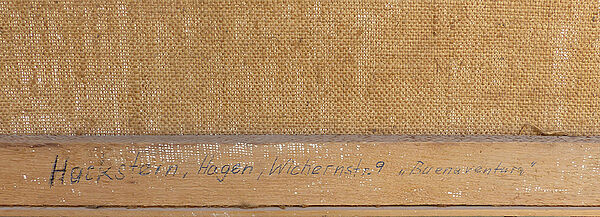 Hackstein, Hagen, Wichernstr. 9 „Buenaventura"